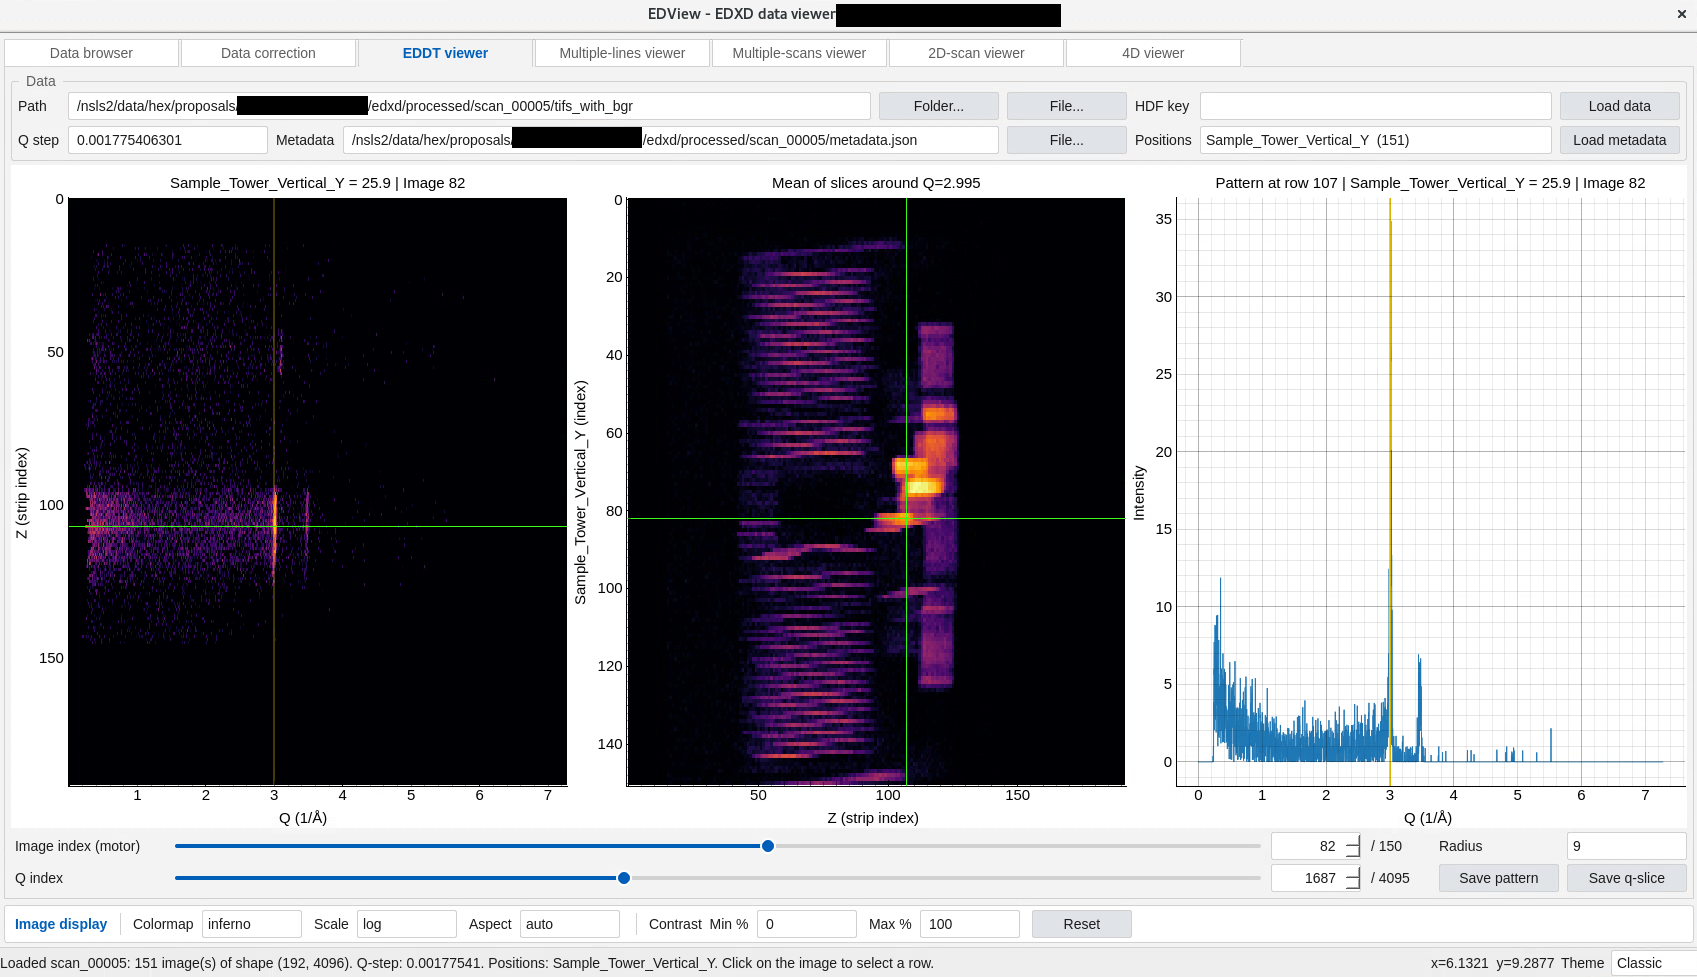 EDView - EDXD data viewer
Data browser Data correction EDDT viewer Multiple-lines viewer Multiple-scans viewer 2D-scan viewer 4D viewer
Data
Path /nsls2/data/hex/proposals/ /edxd/processed/scan_00005/tifs_with_bgr Folder... File... HDF key Load data
Q step 0.001775406301 Metadata /nsls2/data/hex/proposals/ /edxd/processed/scan_00005/metadata.json File... Positions Sample_Tower_Vertical_Y (151) Load metadata
Sample_Tower_Vertical_Y = 25.9 | Image 82
0
50
100
150
Z (strip index)
1 2 3 4 5 6 7
Q (1/Å)
Mean of slices around Q=2.995
0
20
40
60
80
100
120
140
Sample_Tower_Vertical_Y (index)
50 100 150
Z (strip index)
Pattern at row 107 | Sample_Tower_Vertical_Y = 25.9 | Image 82
35
30
25
20
15
10
5
0
Intensity
0 1 2 3 4 5 6 7
Q (1/Å)
Image index (motor) 82 / 150 Radius 9
Q index 1687 / 4095 Save pattern Save q-slice
Image display Colormap inferno Scale log Aspect auto Contrast Min % 0 Max % 100 Reset
Loaded scan_00005: 151 image(s) of shape (192, 4096). Q-step: 0.00177541. Positions: Sample_Tower_Vertical_Y. Click on the image to select a row. x=6.1321 y=9.2877 Theme Classic